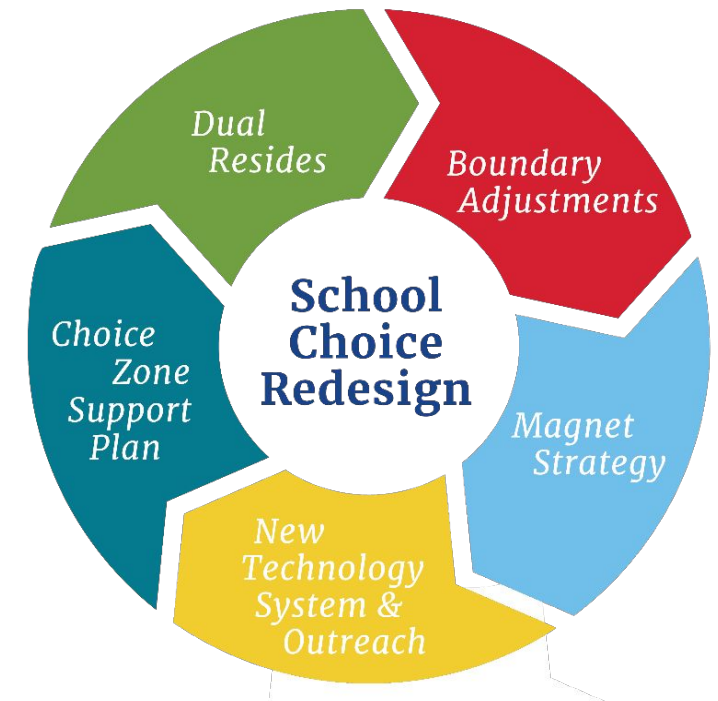 School
Choice
Redesign
Dual
Resides
Boundary
Adjustments
Magnet
Strategy
New
Technology
System &
Outreach
Choice
Zone
Support
Plan